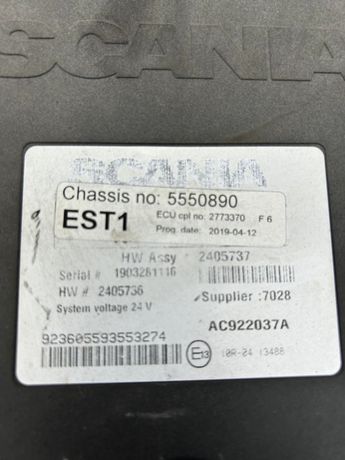 SCANIA
SCANIA
Chassis no: 5550890
EST1
ECU cpl no: 2773370 F 6
Prog. date: 2019-04-12
HW Assy 2405737
Serial # 1903281116
HW # 2405736
Supplier :7028
System voltage 24 V
AC922037A
923605593553274
E13 10R-04 13488